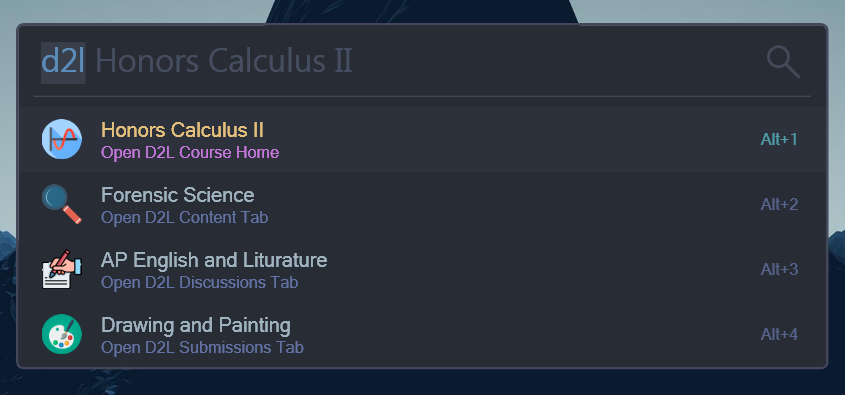 d2l Honors Calculus II
Honors Calculus II
Open D2L Course Home
Alt+1
Forensic Science
Open D2L Content Tab
Alt+2
AP English and Liturature
Open D2L Discussions Tab
Alt+3
Drawing and Painting
Open D2L Submissions Tab
Alt+4